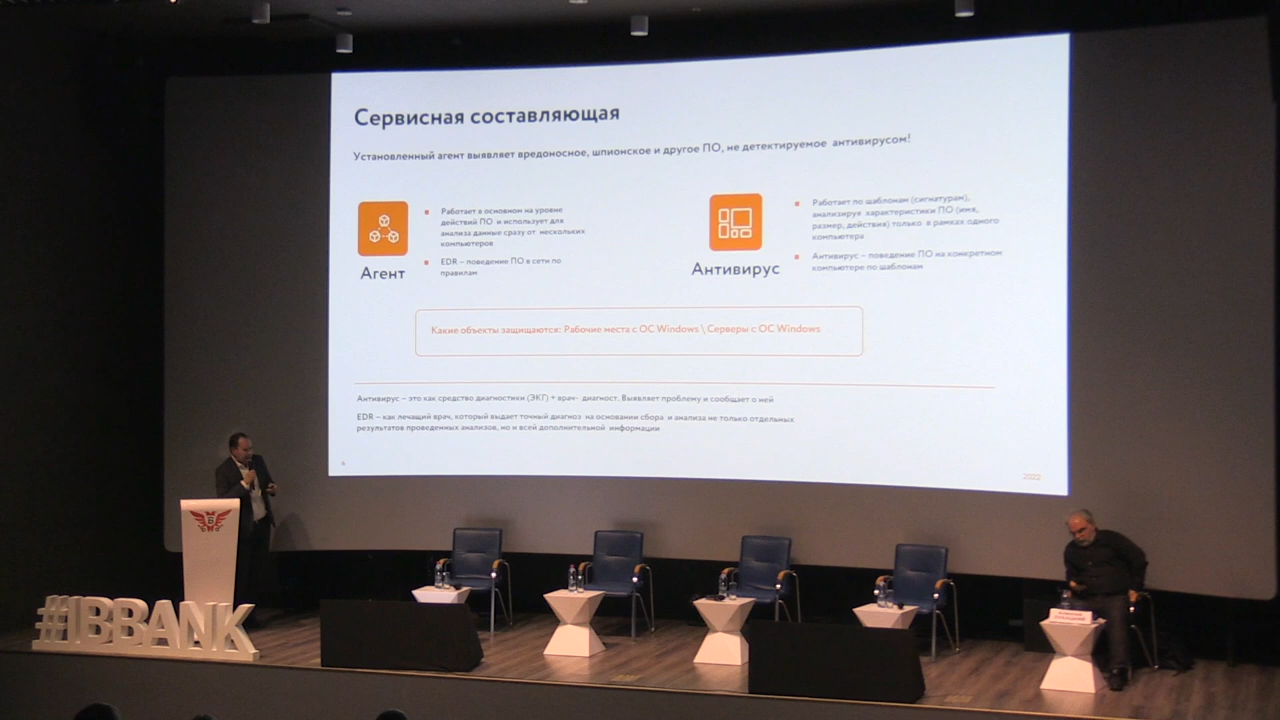 Сервисная составляющая
Установленный агент выявляет вредоносное, шпионское и другое ПО, не детектируемое антивирусом!
Агент
Работает в основном на уровне
действий ПО и использует для
анализа данные сразу от нескольких
компьютеров
EDR – поведение ПО в сети по
правилам
Антивирус
Работает по шаблонам (сигнатурам),
анализируя характеристики ПО (имя,
размер, действия) только в рамках одного
компьютера
Антивирус – поведение ПО на конкретном
компьютере по шаблонам
Какие объекты защищаются: Рабочие места с ОС Windows \ Серверы с ОС Windows
Антивирус – это как средство диагностики (ЭКГ) + врач- диагност. Выявляет проблему и сообщает о ней
EDR – как лечащий врач, который выдает точный диагноз на основании сбора и анализа не только отдельных
результатов проведенных анализов, но и всей дополнительной информации
2022
#IBBANK